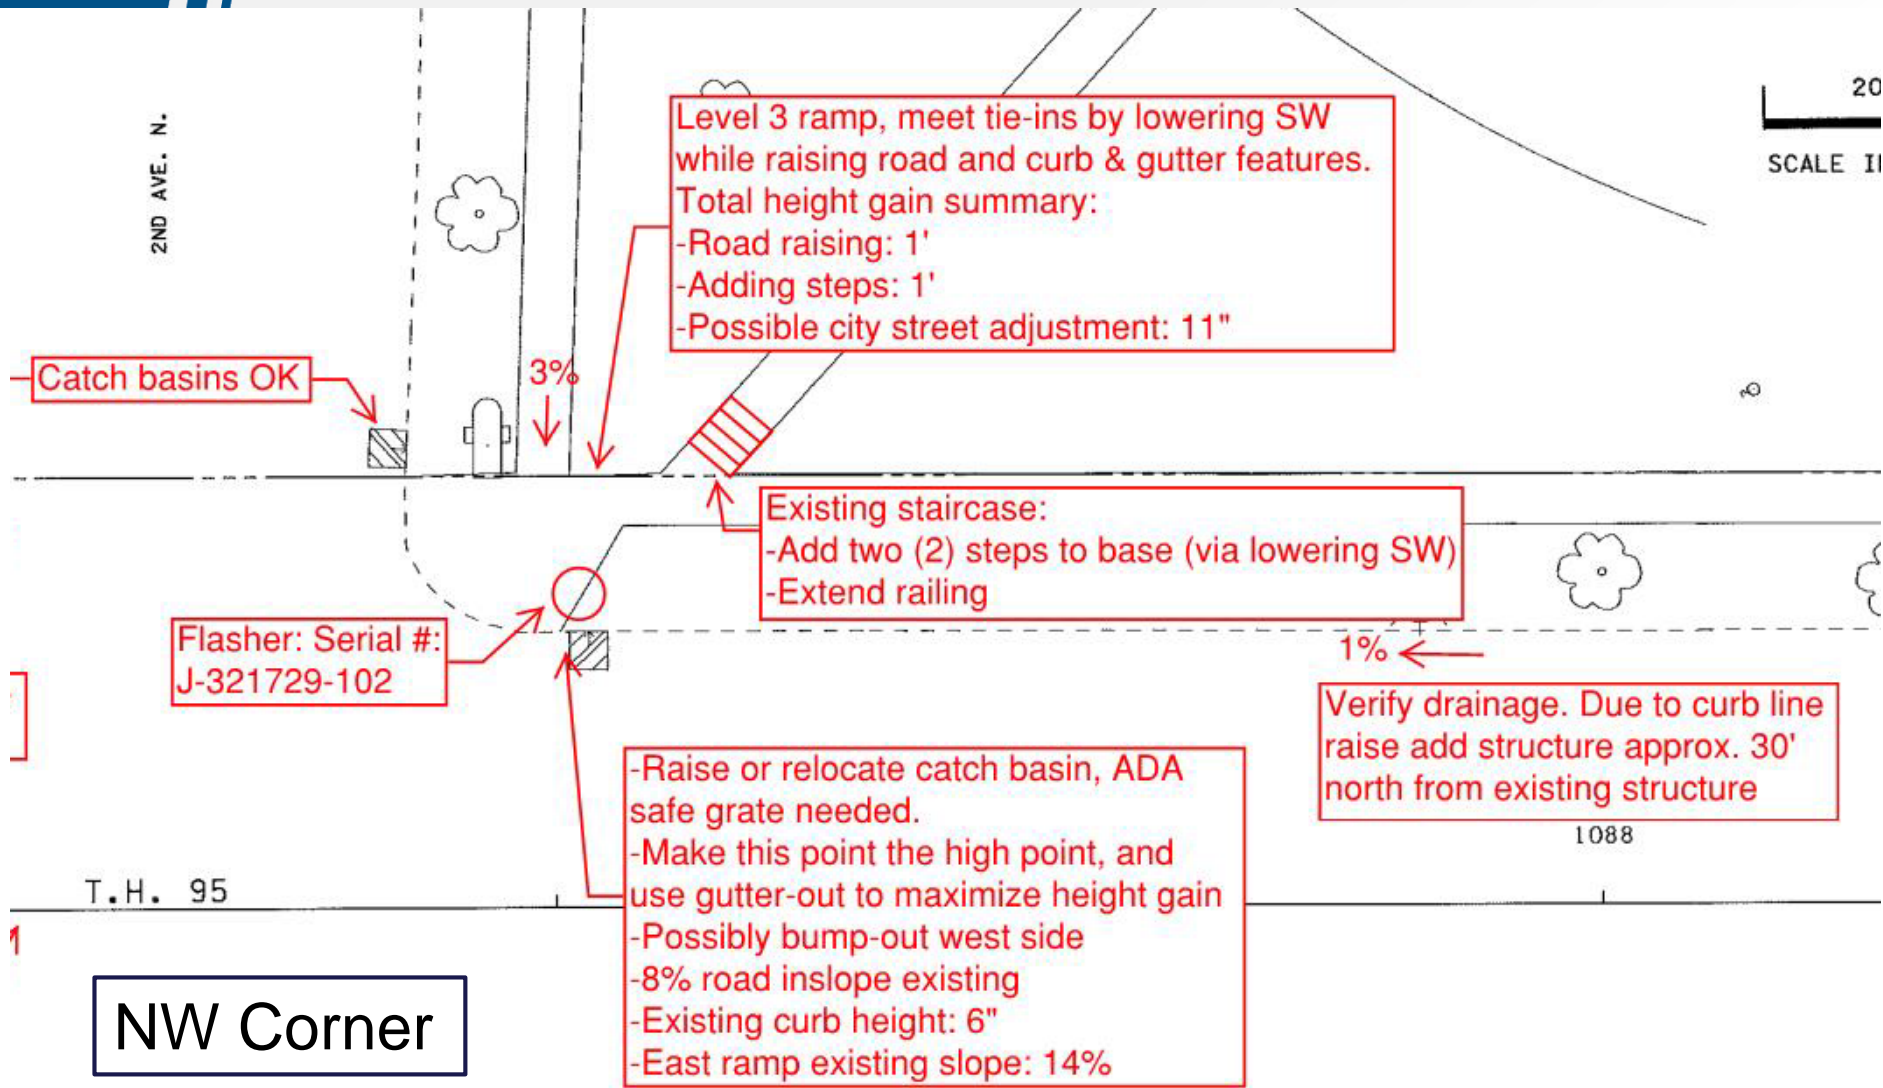 2ND AVE. N.
20
SCALE
Level 3 ramp, meet tie-ins by lowering SW
while raising road and curb & gutter features.
Total height gain summary:
-Road raising: 1'
-Adding steps: 1'
-Possible city street adjustment: 11"
Catch basins OK
3%
Existing staircase:
-Add two (2) steps to base (via lowering SW)
-Extend railing
Flasher: Serial #:
J-321729-102
1%
Verify drainage. Due to curb line
raise add structure approx. 30'
north from existing structure
1088
-Raise or relocate catch basin, ADA
safe grate needed.
-Make this point the high point, and
use gutter-out to maximize height gain
-Possibly bump-out west side
-8% road inslope existing
-Existing curb height: 6"
-East ramp existing slope: 14%
T.H. 95
NW Corner